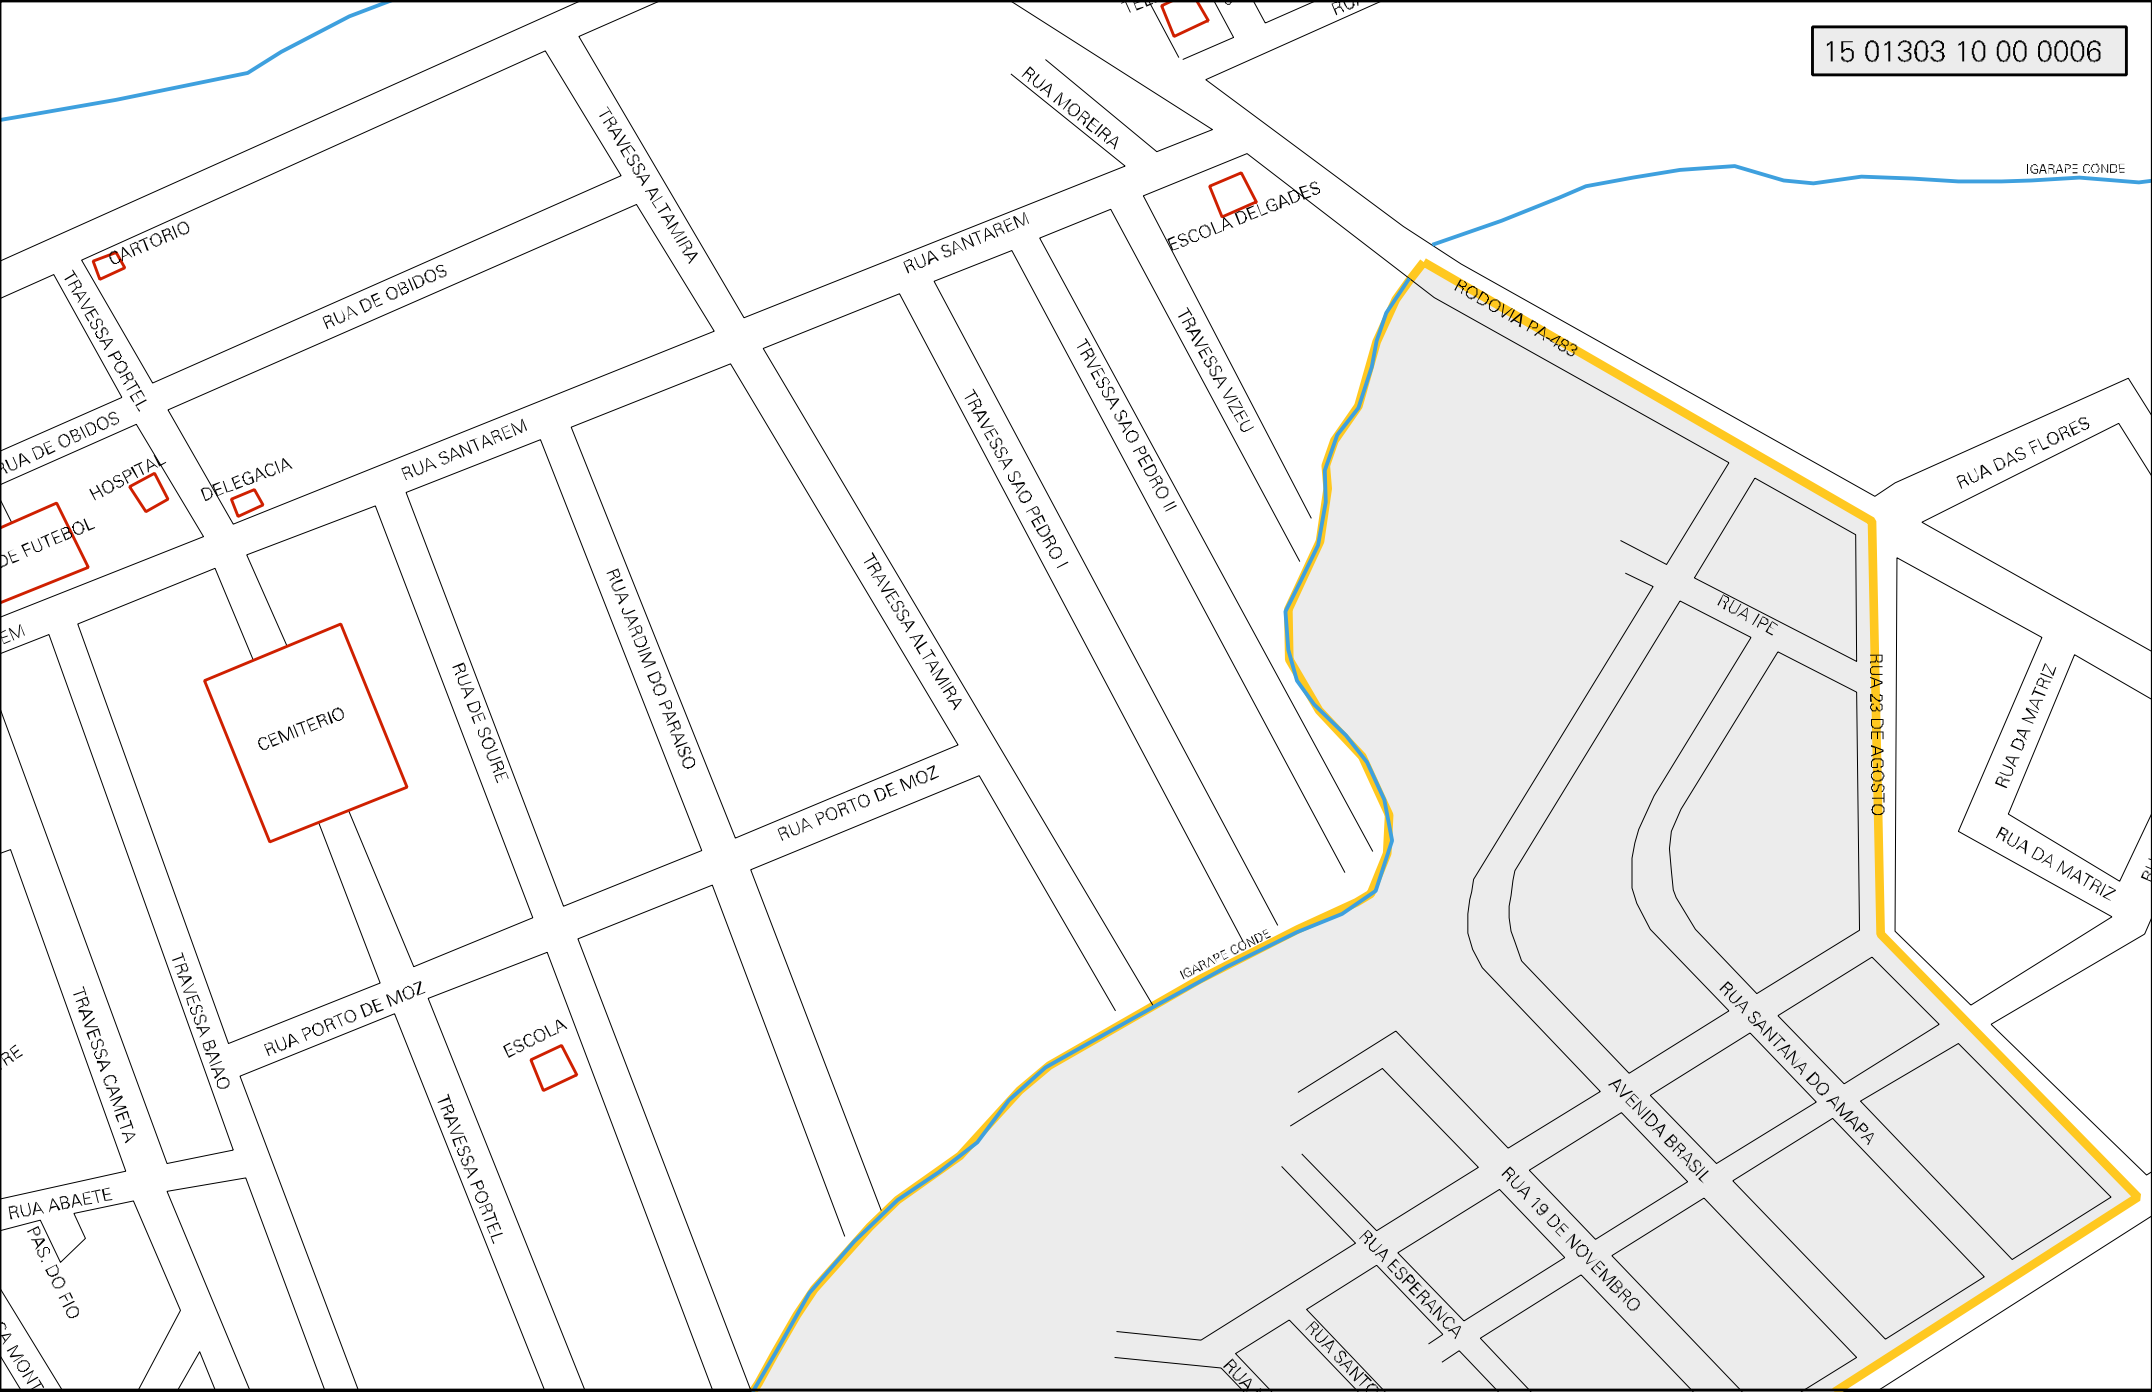 15 01303 10 00 0006
RUA MOREIRA
TRAVESSA ALTAMIRA
IGARAPE CONDE
ESCOLA DELGADES
CARTORIO
RUA SANTAREM
RUA DE OBIDOS
TRAVESSA PORTEL
RODOVIA PA-483
TRAVESSA VIZEU
TRVESSA SAO PEDRO II
TRAVESSA SAO PEDRO I
RUA DE OBIDOS
RUA SANTAREM
RUA DAS FLORES
HOSPITAL
DELEGACIA
DE FUTEBOL
TRAVESSA ALTAMIRA
RUA JARDIM DO PARAISO
RUA IPE
EM
RUA DE SOURE
CEMITERIO
RUA 23 DE AGOSTO
RUA DA MATRIZ
RUA PORTO DE MOZ
RUA DA MATRIZ
IGARAPE CONDE
TRAVESSA BAIAO
TRAVESSA CAMETA
RUA PORTO DE MOZ
ESCOLA
RUA SANTANA DO AMAPA
RE
AVENIDA BRASIL
TRAVESSA PORTEL
RUA 19 DE NOVEMBRO
RUA ABAETE
PAS. DO FIO
RUA ESPERANCA
RUA SANTO
RUA